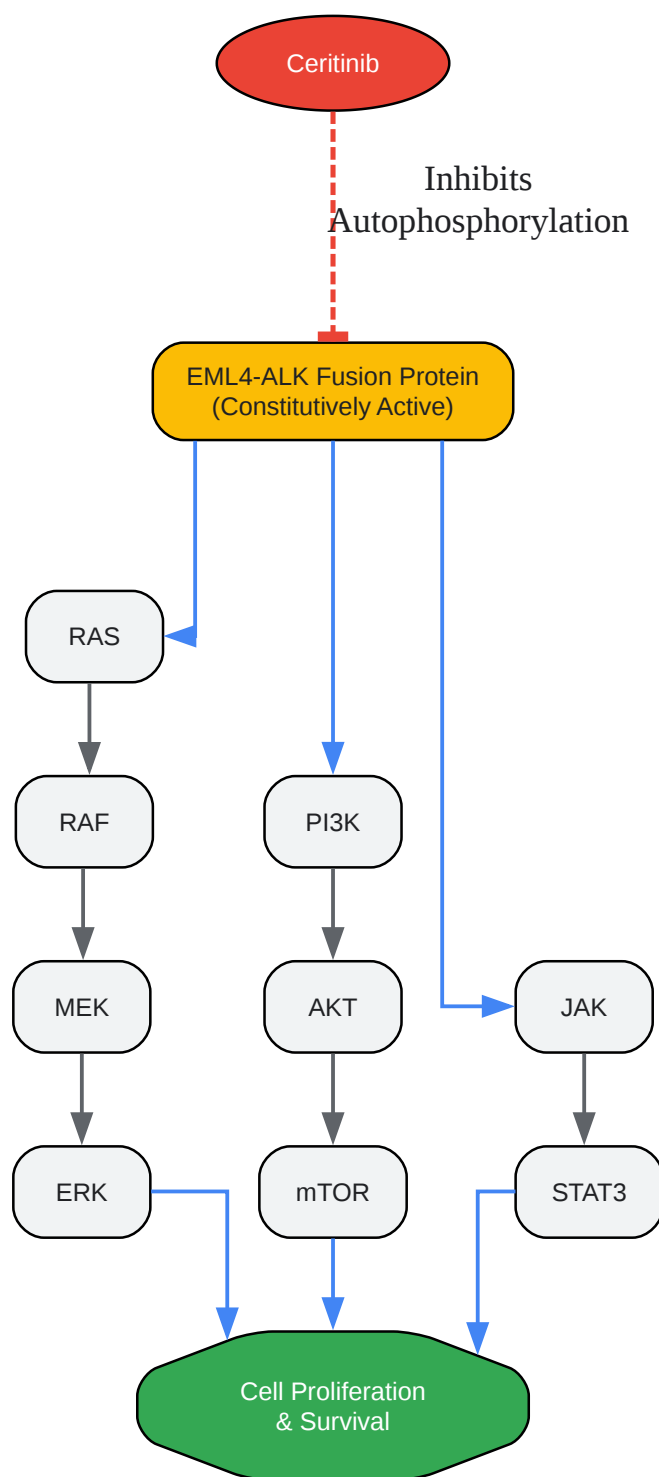 Ceritinib
Inhibits
Autophosphorylation
EML4-ALK Fusion Protein
(Constitutively Active)
RAS
RAF
PI3K
MEK
AKT
JAK
ERK
mTOR
STAT3
Cell Proliferation
& Survival